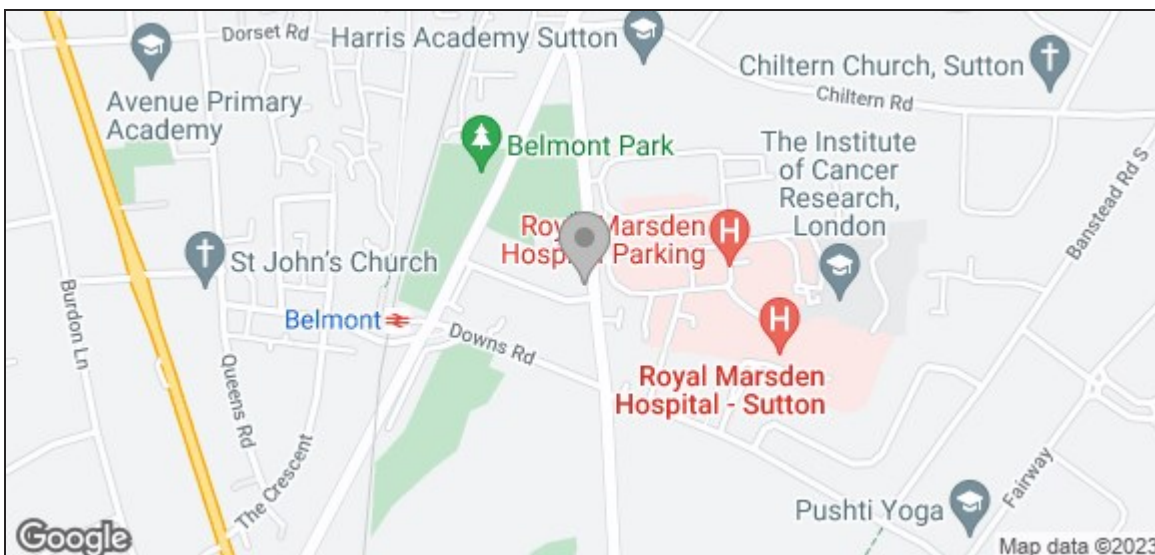 Dorset Rd
Harris Academy Sutton
Chiltern Church, Sutton
Chiltern Rd
Avenue Primary
Academy
Belmont Park
The Institute
of Cancer
Research,
London
Banstead Rd S
Royal Marsden
Hospital Parking
St John's Church
Burdon Ln
Belmont
Downs Rd
Queens Rd
Royal Marsden
Hospital - Sutton
The Crescent
Fairway
Pushti Yoga
Google
Map data ©2023
H
H